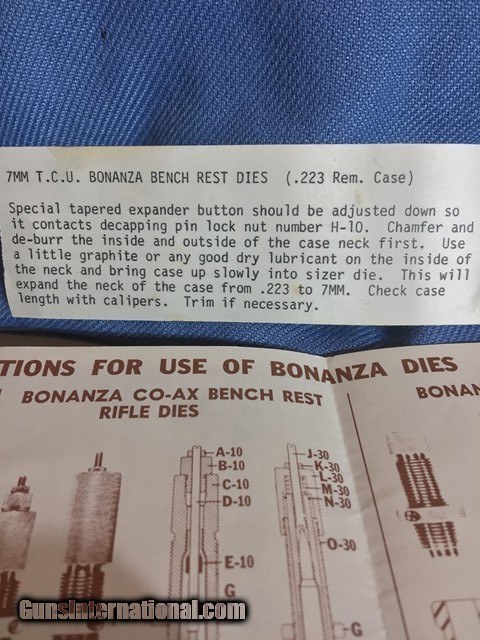 7MM T.C.U. BONANZA BENCH REST DIES (.223 Rem. Case)
Special tapered expander button should be adjusted down so
it contacts decapping pin lock nut number H-10. Chamfer and
de-burr the inside and outside of the case neck first. Use
a little graphite or any good dry lubricant on the inside of
the neck and bring case up slowly into sizer die. This will
expand the neck of the case from .223 to 7MM. Check case
length with calipers. Trim if necessary.
TIONS FOR USE OF BONANZA DIES
BONANZA CO-AX BENCH REST
RIFLE DIES
BONAN
A-10
B-10
C-10
D-10
E-10
G
J-30
K-30
L-30
M-30
N-30
O-30
G
GunsInternational.com